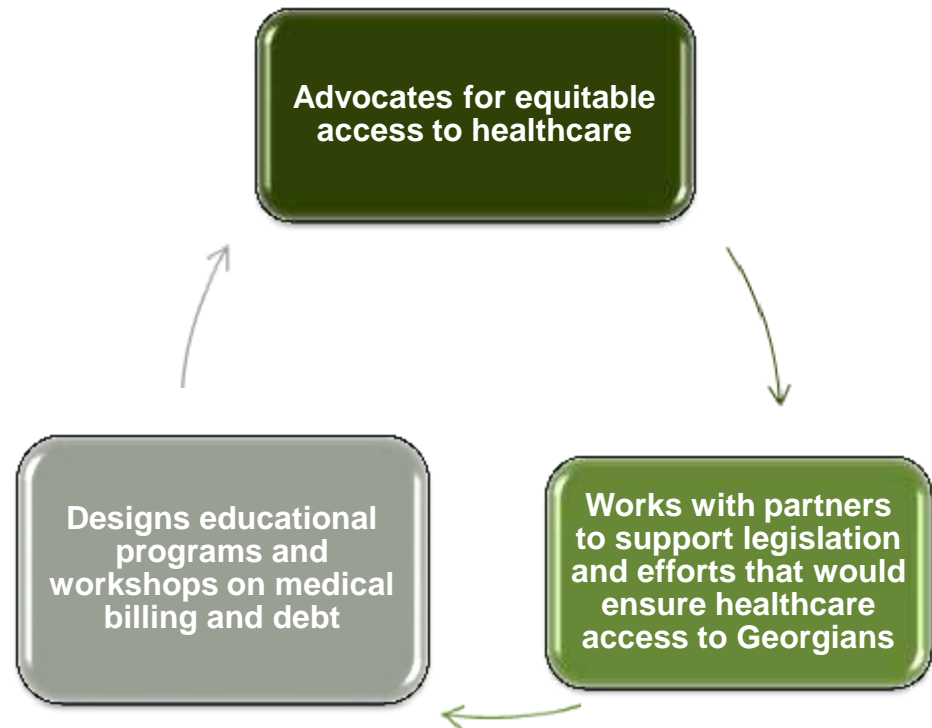 Advocates for equitable
access to healthcare
Works with partners
to support legislation
and efforts that would
ensure healthcare
access to Georgians
Designs educational
programs and
workshops on medical
billing and debt